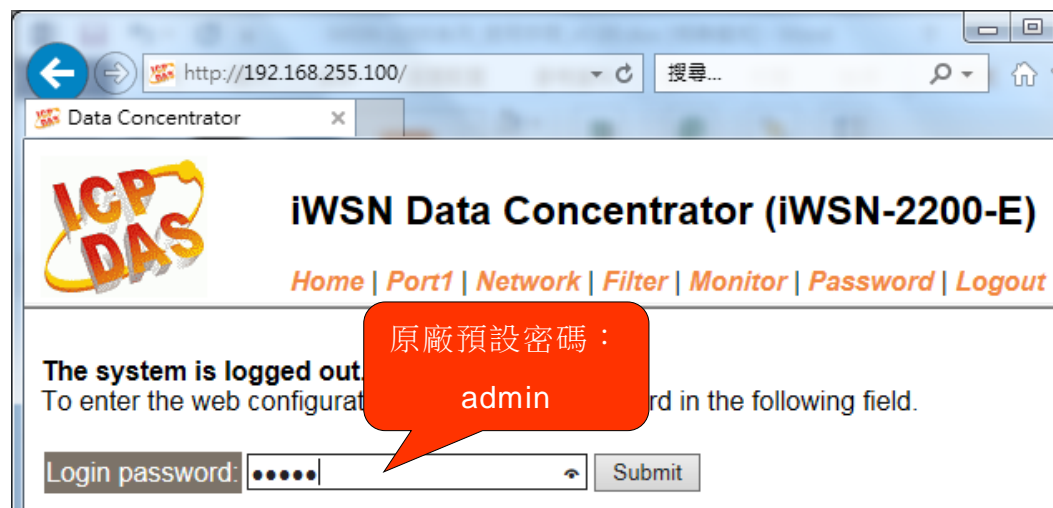 http://192.168.255.100/
搜尋...
Data Concentrator
ICP
DAS
iWSN Data Concentrator (iWSN-2200-E)
Home | Port1 | Network | Filter | Monitor | Password | Logout
原廠預設密碼：
admin
The system is logged out.
To enter the web configurat rd in the following field.
Login password: •••••
Submit